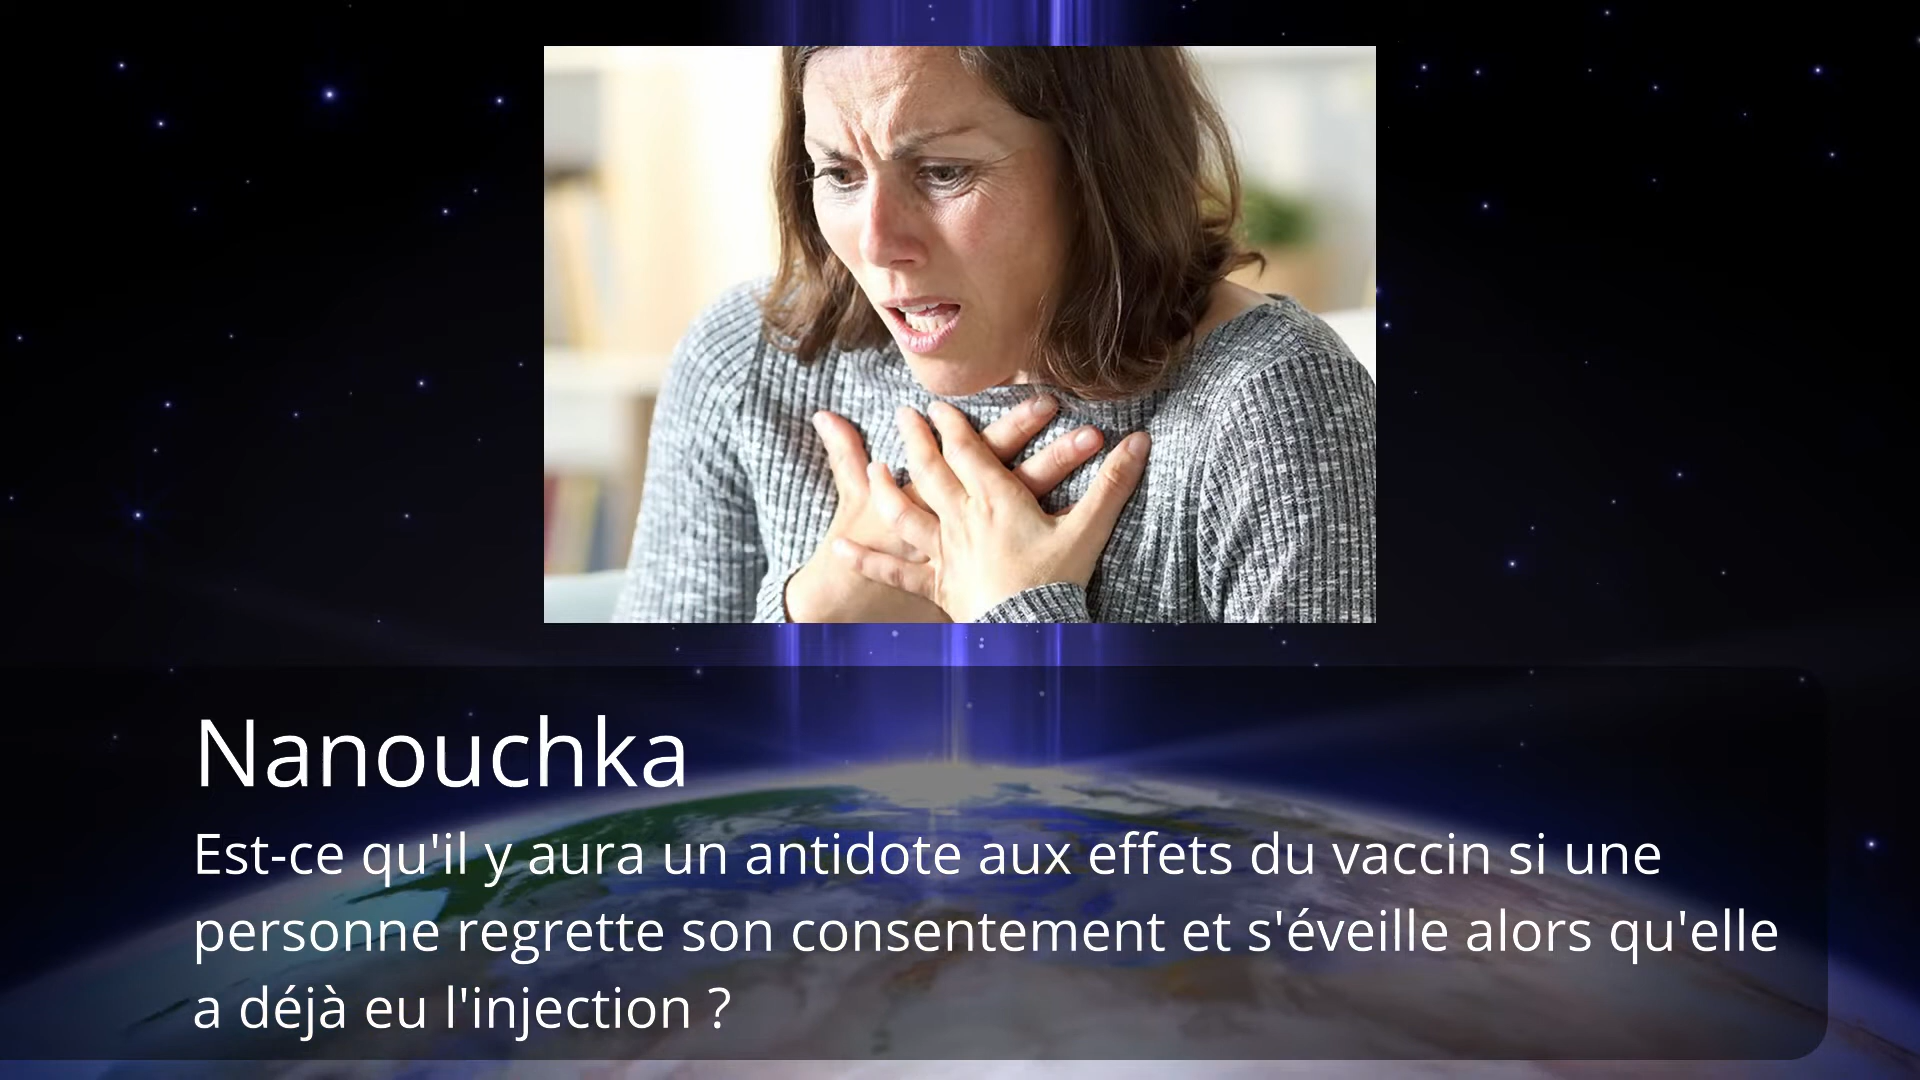 Nanouchka
Est-ce qu'il y aura un antidote aux effets du vaccin si une
personne regrette son consentement et s'éveille alors qu'elle
a déjà eu l'injection ?